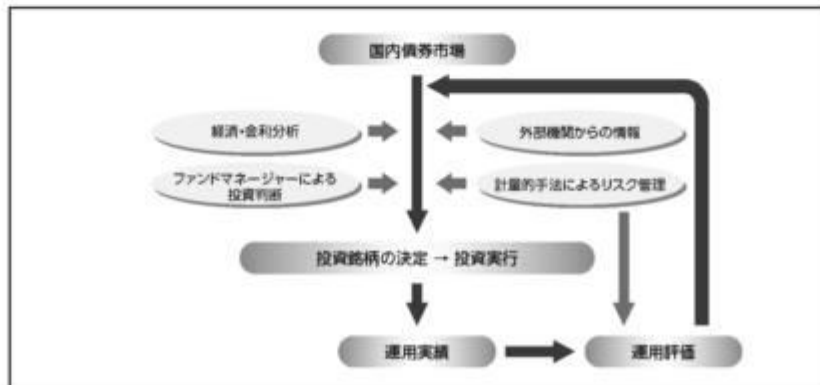 国内債券市場
経済・金利分析
外部機関からの情報
ファンドマネージャーによる
投資判断
計量的手法によるリスク管理
投資銘柄の決定 → 投資実行
運用実績
運用評価